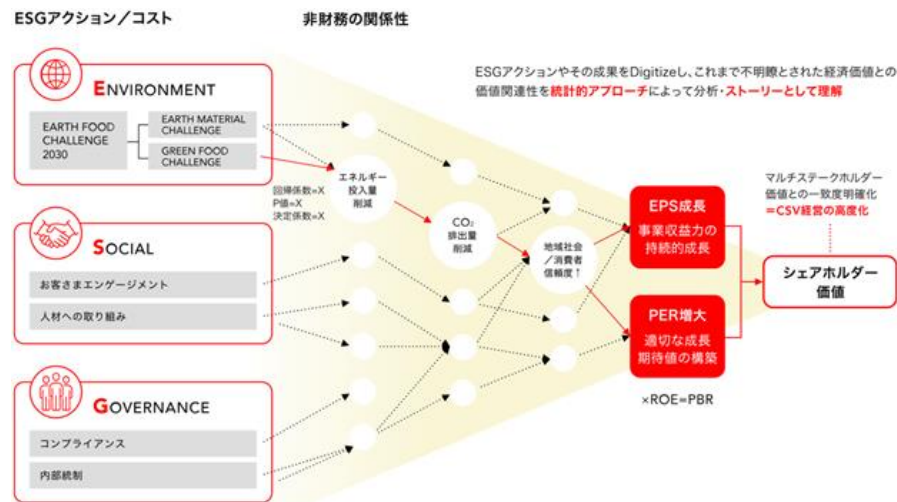 ESGアクション／コスト
非財務の関係性
ESGアクションやその成果をDigitizeし、これまで不明瞭とされた経済価値との
価値関連性を統計的アプローチによって分析・ストーリーとして理解
ENVIRONMENT
EARTH FOOD
CHALLENGE
2030
EARTH MATERIAL
CHALLENGE
GREEN FOOD
CHALLENGE
回帰係数=X
P値=X
決定係数=X
エネルギー
投入量
削減
CO₂
排出量
削減
地域社会
／消費者
信頼度↑
EPS成長
事業収益力の
持続的成長
マルチステークホルダー
価値との一致度明確化
＝CSV経営の高度化
シェアホルダー
価値
PER増大
適切な成長
期待値の構築
×ROE=PBR
SOCIAL
お客さまエンゲージメント
人材への取り組み
GOVERNANCE
コンプライアンス
内部統制